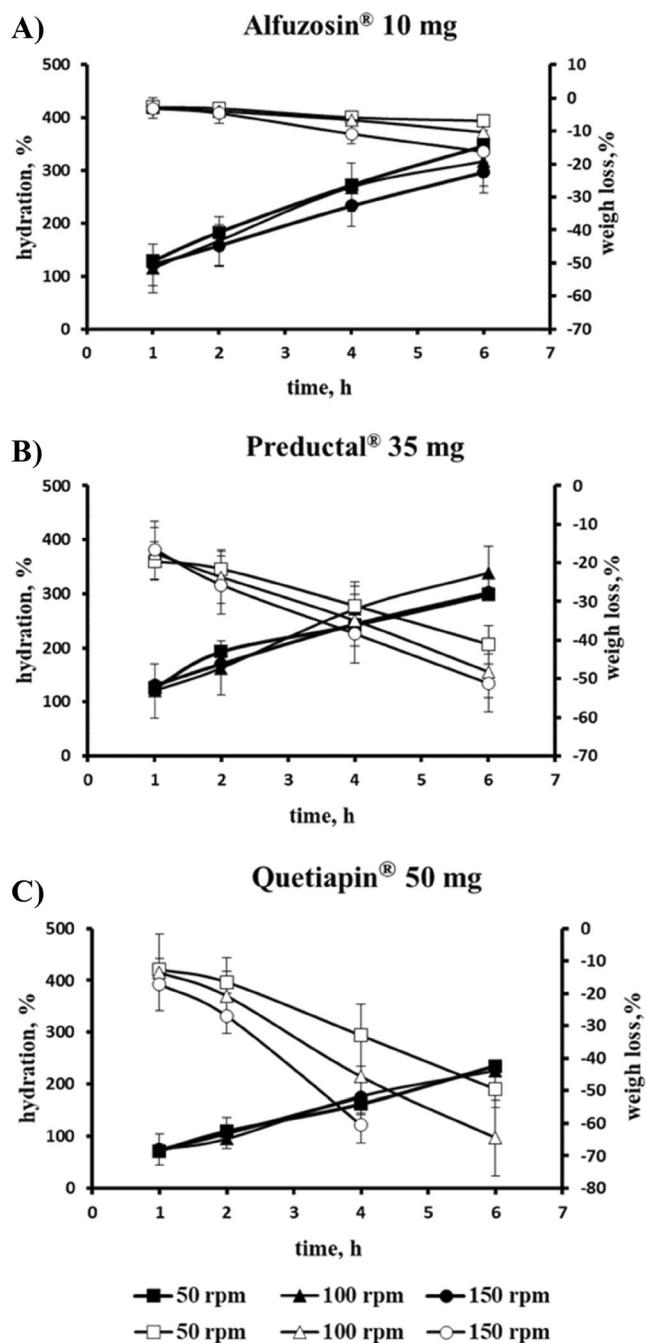 A)
Alfuzosin® 10 mg
500
400
300
200
100
0
hydration, %
10
0
-10
-20
-30
-40
-50
-60
-70
weigh loss,%
0 1 2 3 4 5 6 7
time, h
B)
Preductal® 35 mg
500
400
300
200
100
0
hydration, %
0
-10
-20
-30
-40
-50
-60
-70
weigh loss,%
0 1 2 3 4 5 6 7
time, h
C)
Quetiapin® 50 mg
500
400
300
200
100
0
hydration, %
0
-10
-20
-30
-40
-50
-60
-70
-80
weigh loss,%
0 1 2 3 4 5 6 7
time, h
50 rpm 100 rpm 150 rpm
50 rpm 100 rpm 150 rpm